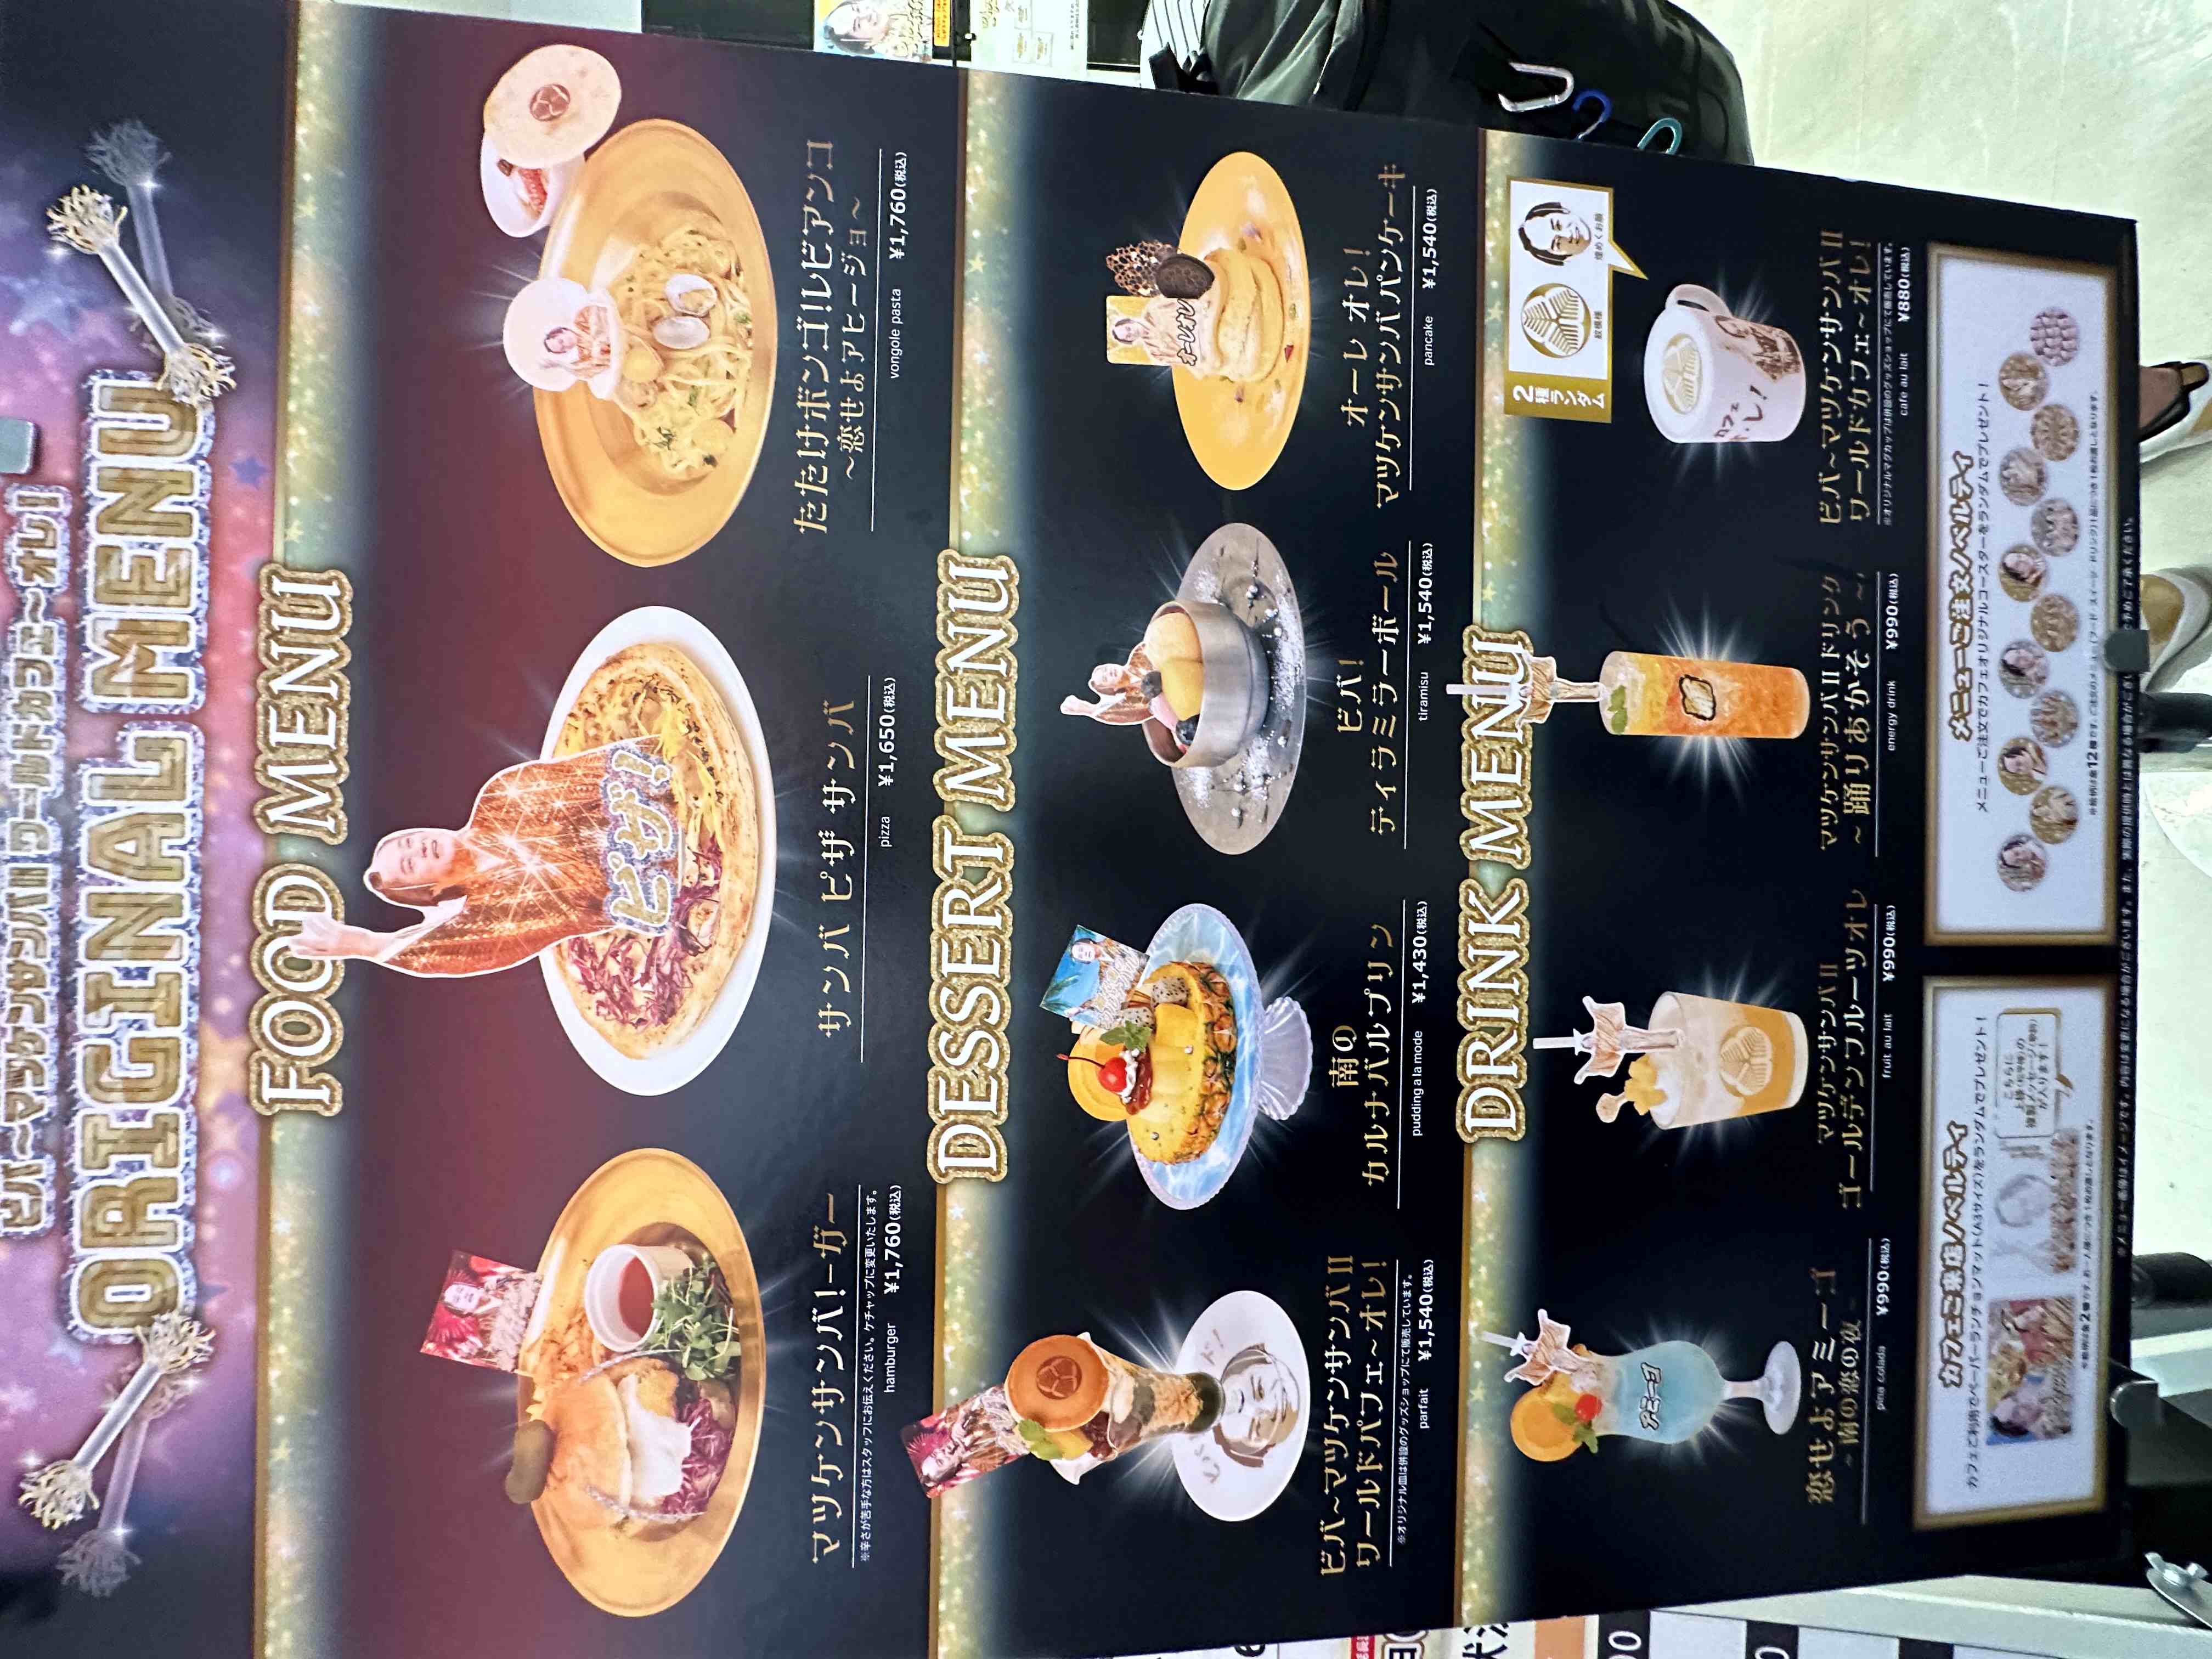 ビバ～マツケンサンバⅡ ワールドカフェ～オレ!
ORIGINAL MENU
FOOD MENU
ピザ!
マツケンサンバ!ーガー
※辛さが苦手な方はスタッフにお伝えください。ケチャップに変更いたします。
hamburger ¥1,760(税込)
サンバ ピザ サンバ
pizza ¥1,650(税込)
たたけボンゴ!レビアンコ
～恋せよアヒージョ～
vongole pasta ¥1,760(税込)
DESSERT MENU
オーレオレ
ビバ～マツケンサンバⅡ
ワールドパフェ～オレ!
※オリジナル皿は併設のグッズショップにて販売しています。
parfait ¥1,540(税込)
南の
カルナバルプリン
pudding a la mode ¥1,430(税込)
ビバ!
ティラミラーボール
tiramisu ¥1,540(税込)
オーレ オレ!
マツケンサンバ パンケーキ
pancake ¥1,540(税込)
DRINK MENU
2種ランダム
紋模様
煌めくお顔
アミーゴ
カフェ
オ・レ!
恋せよアミーゴ
～南の恋の夜～
pina colada ¥990(税込)
マツケンサンバⅡ
ゴールデンフルーツオレ
fruit au lait ¥990(税込)
マツケンサンバⅡドリンク
～踊りあかそう～
energy drink ¥990(税込)
ビバ～マツケンサンバⅡ
ワールドカフェ～オレ!
※オリジナルマグカップは併設のグッズショップにて販売しています。
cafe au lait ¥880(税込)
カフェご来店ノベルティ
カフェご利用でペーパーランチョンマット(A3サイズ)をランダムでプレゼント!
こちらに
上様(松平健)の
複製メッセージ(歌詞)
が入ります!
※絵柄は全2種です。お一人様につき1枚お渡しとなります。
メニューご注文ノベルティ
メニューご注文でカフェオリジナルコースターをランダムでプレゼント!
※絵柄は全12種です。ご注文のメニュー(フード・スイーツ・ドリンク)1品につき1枚お渡しとなります。
※メニュー画像はイメージです。内容は変更になる場合がございます。また、実際の提供時とは異なる場合がござい で予めご了承ください。